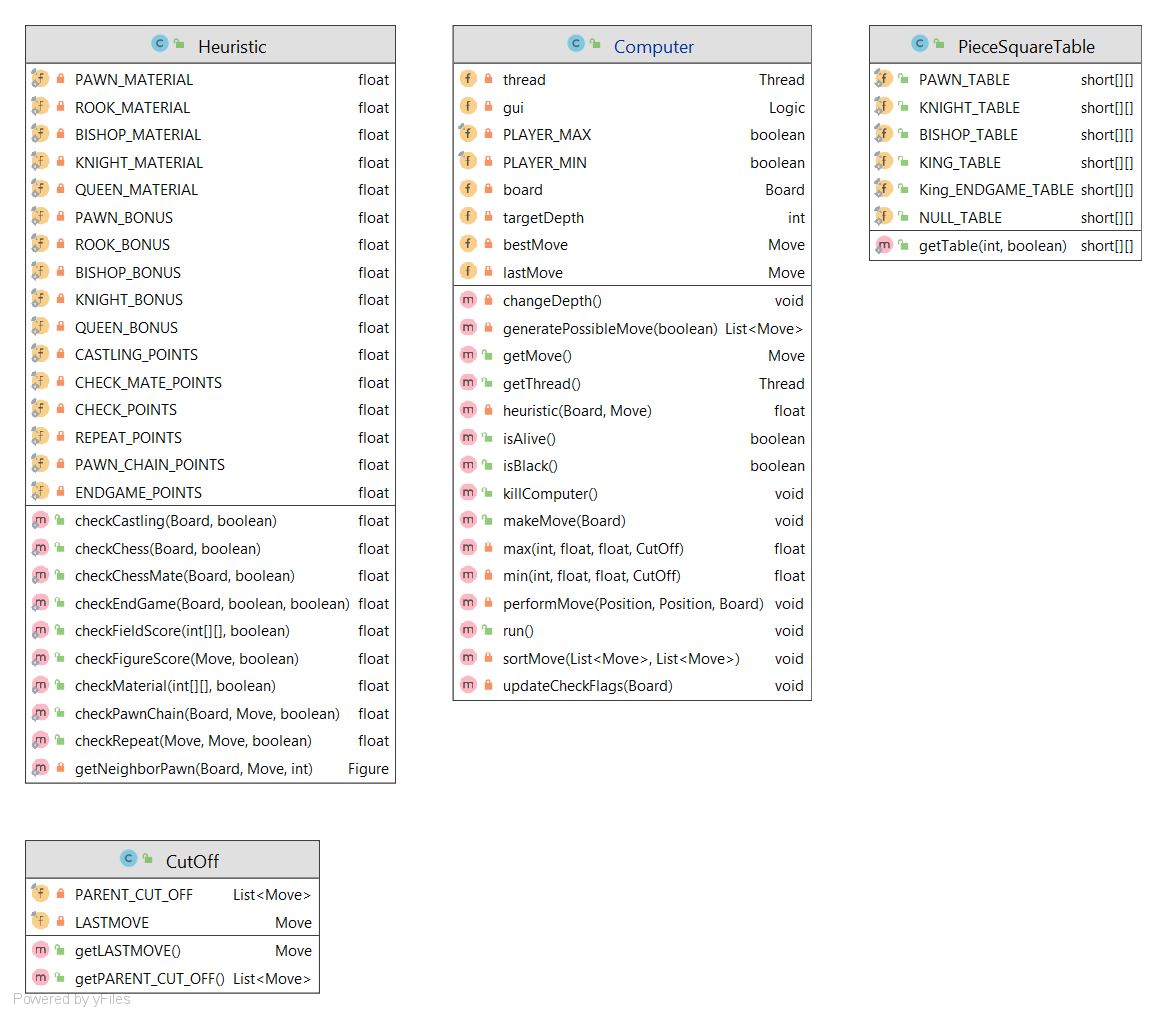 Heuristic
PAWN_MATERIAL float
ROOK_MATERIAL float
BISHOP_MATERIAL float
KNIGHT_MATERIAL float
QUEEN_MATERIAL float
PAWN_BONUS float
ROOK_BONUS float
BISHOP_BONUS float
KNIGHT_BONUS float
QUEEN_BONUS float
CASTLING_POINTS float
CHECK_MATE_POINTS float
CHECK_POINTS float
REPEAT_POINTS float
PAWN_CHAIN_POINTS float
ENDGAME_POINTS float
checkCastling(Board, boolean) float
checkChess(Board, boolean) float
checkChessMate(Board, boolean) float
checkEndGame(Board, boolean, boolean) float
checkFieldScore(int[][], boolean) float
checkFigureScore(Move, boolean) float
checkMaterial(int[][], boolean) float
checkPawnChain(Board, Move, boolean) float
checkRepeat(Move, Move, boolean) float
getNeighborPawn(Board, Move, int) Figure
Computer
thread Thread
gui Logic
PLAYER_MAX boolean
PLAYER_MIN boolean
board Board
targetDepth int
bestMove Move
lastMove Move
changeDepth() void
generatePossibleMove(boolean) List<Move>
getMove() Move
getThread() Thread
heuristic(Board, Move) float
isAlive() boolean
isBlack() boolean
killComputer() void
makeMove(Board) void
max(int, float, float, CutOff) float
min(int, float, float, CutOff) float
performMove(Position, Position, Board) void
run() void
sortMove(List<Move>, List<Move>) void
updateCheckFlags(Board) void
PieceSquareTable
PAWN_TABLE short[][]
KNIGHT_TABLE short[][]
BISHOP_TABLE short[][]
KING_TABLE short[][]
King_ENDGAME_TABLE short[][]
NULL_TABLE short[][]
getTable(int, boolean) short[][]
CutOff
PARENT_CUT_OFF List<Move>
LASTMOVE Move
getLASTMOVE() Move
getPARENT_CUT_OFF() List<Move>
Powered by yFiles